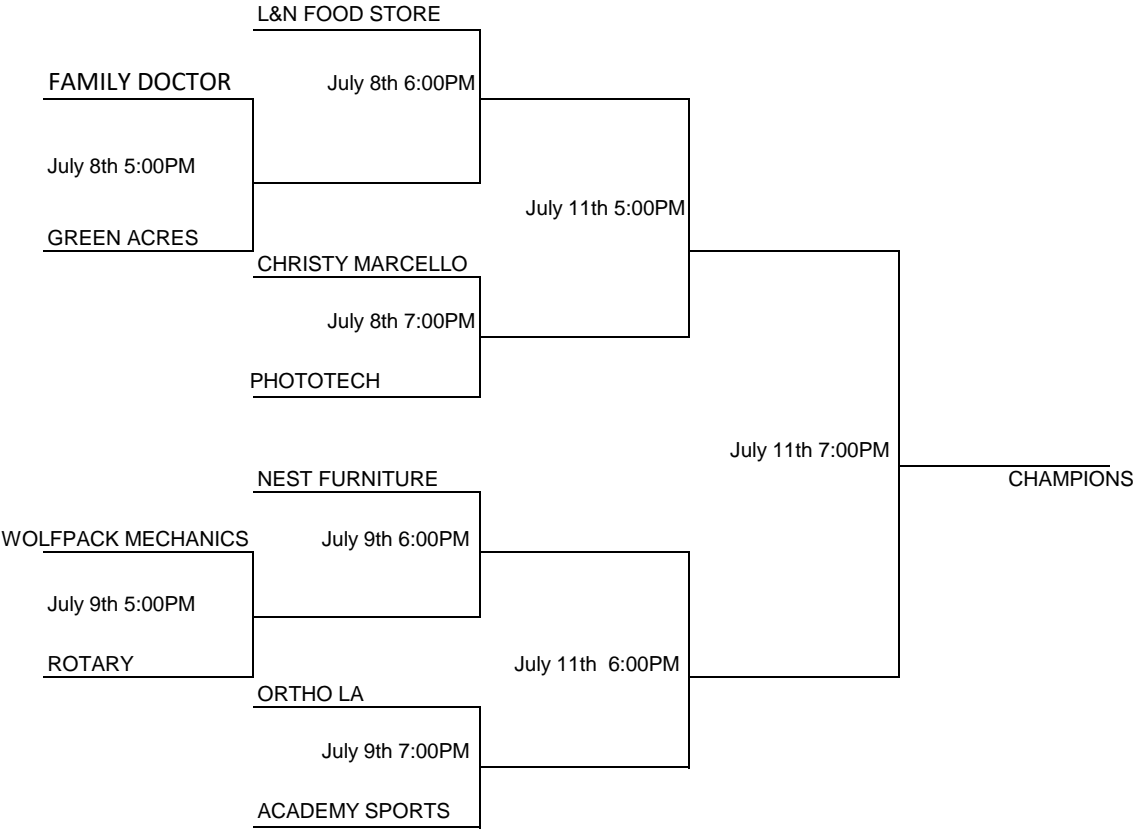 L&N FOOD STORE
FAMILY DOCTOR
July 8th 6:00PM
July 8th 5:00PM
July 11th 5:00PM
GREEN ACRES
CHRISTY MARCELLO
July 8th 7:00PM
PHOTOTECH
July 11th 7:00PM
NEST FURNITURE
CHAMPIONS
WOLFPACK MECHANICS
July 9th 6:00PM
July 9th 5:00PM
ROTARY
July 11th  6:00PM
ORTHO LA
July 9th 7:00PM
ACADEMY SPORTS